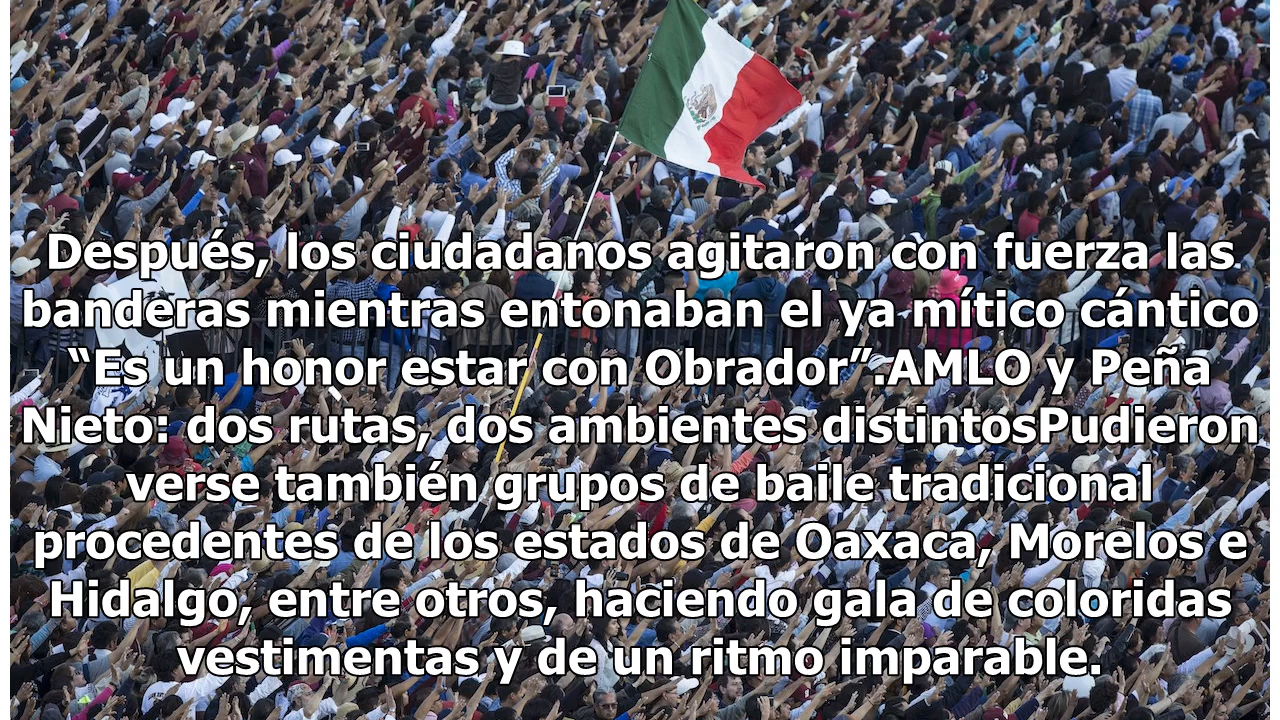 Después, los ciudadanos agitaron con fuerza las
banderas mientras entonaban el ya mítico cántico
“Es un honor estar con Obrador”.AMLO y Peña
Nieto: dos rutas, dos ambientes distintosPudieron
verse también grupos de baile tradicional
procedentes de los estados de Oaxaca, Morelos e
Hidalgo, entre otros, haciendo gala de coloridas
vestimentas y de un ritmo imparable.